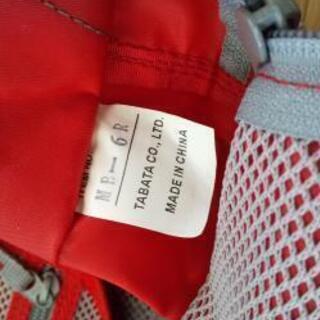 MB-6R
TABATA CO., LTD.
MADE IN CHINA